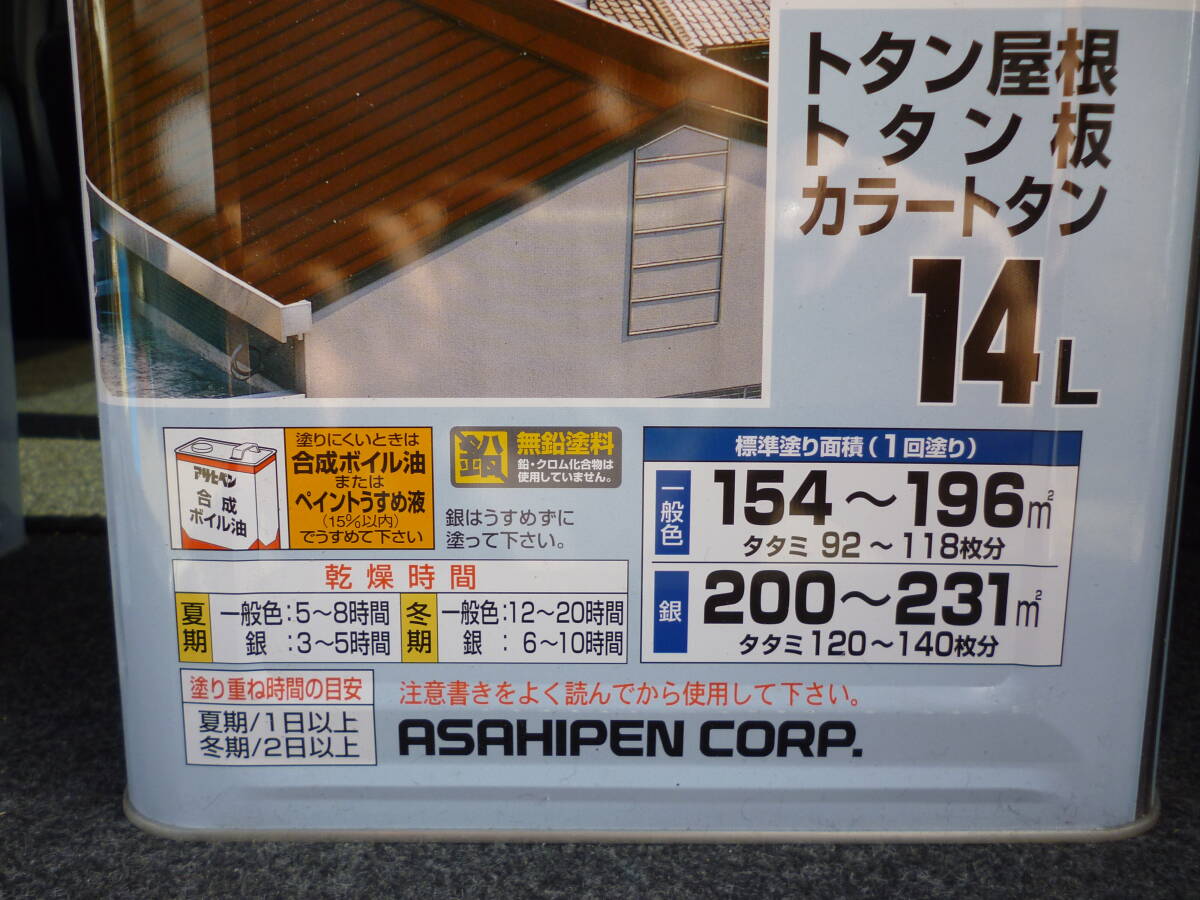 トタン屋根
トタン板
カラートタン
14L
アサヒペン
合成
ボイル油
塗りにくいときは
合成ボイル油
または
ペイントうすめ液
(15%以内)
でうすめて下さい
鉛
無鉛塗料
鉛・クロム化合物は
使用していません。
銀はうすめずに
塗って下さい。
標準塗り面積(1回塗り)
一般色
154～196㎡
タタミ 92～118枚分
銀
200～231㎡
タタミ120～140枚分
乾燥時間
夏期
一般色:5～8時間
銀:3～5時間
冬期
一般色:12～20時間
銀: 6～10時間
塗り重ね時間の目安
夏期/1日以上
冬期/2日以上
注意書きをよく読んでから使用して下さい。
ASAHIPEN CORP.